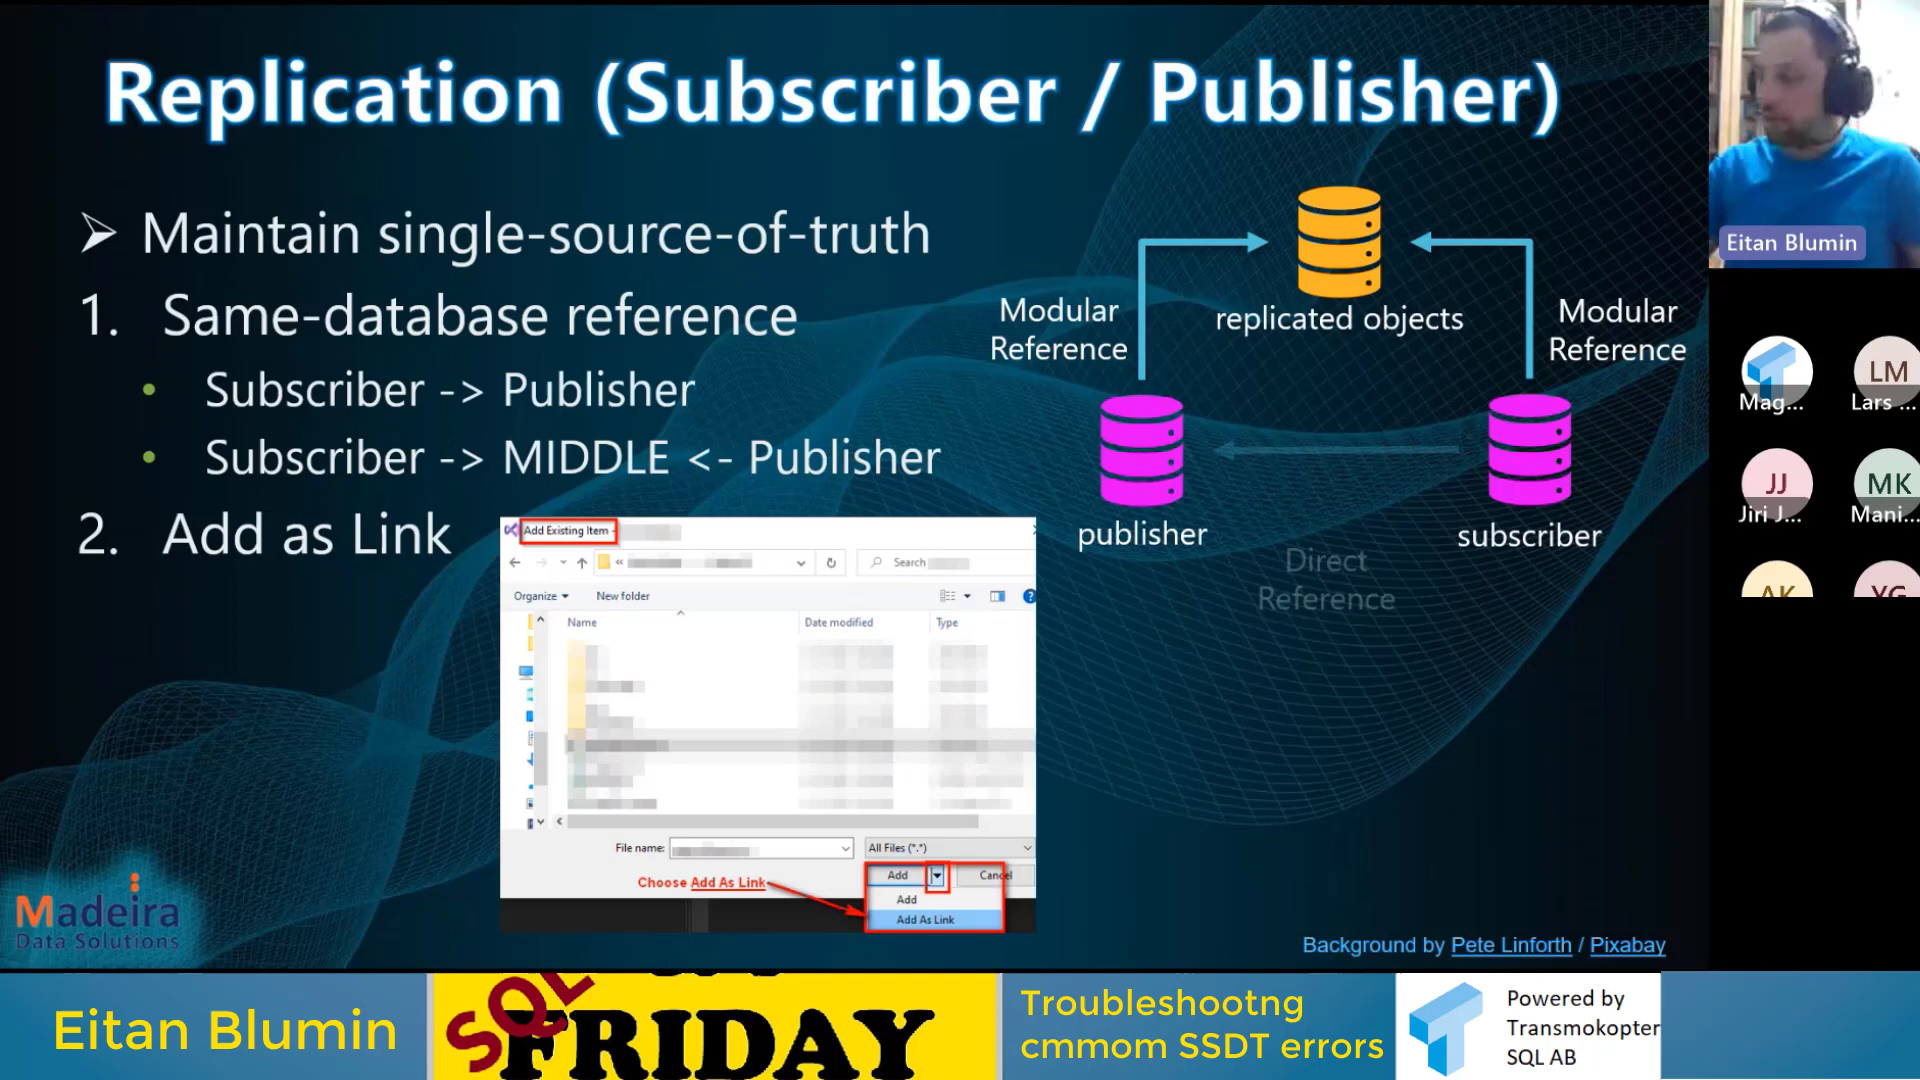 Replication (Subscriber / Publisher)
Maintain single-source-of-truth
1. Same-database reference
• Subscriber -> Publisher
• Subscriber -> MIDDLE <- Publisher
2. Add as Link
replicated objects
Modular
Reference
Modular
Reference
publisher
subscriber
Direct
Reference
Add Existing Item -
Search
Organize
New folder
Name
Date modified
Type
File name:
All Files (*.*)
Add
Cancel
Choose Add As Link
Add
Add As Link
Madeira
Data Solutions
Background by Pete Linforth / Pixabay
Eitan Blumin
Mag...
LM
Lars ...
JJ
Jiri J...
MK
Mani...
AK
YG
Eitan Blumin
SQL
FRIDAY
Troubleshootng
cmmom SSDT errors
Powered by
Transmokopter
SQL AB